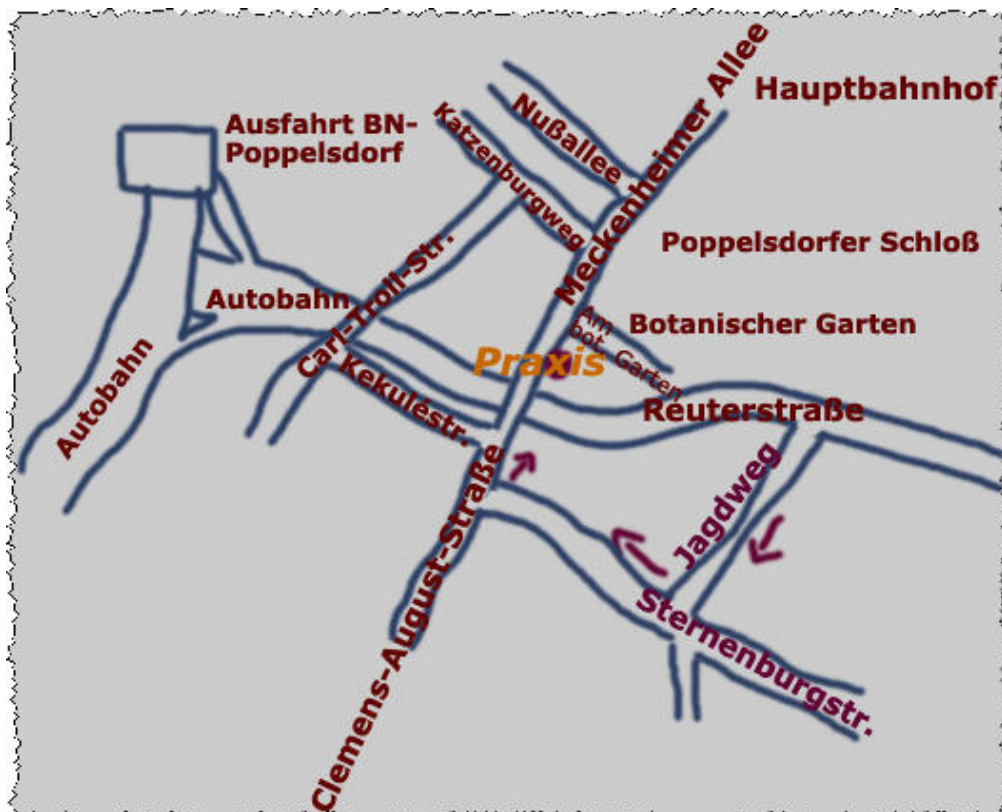 Hauptbahnhof
Meckenheimer Allee
Nußallee
Katzenburgweg
Ausfahrt BN-
Poppelsdorf
Poppelsdorfer Schloß
Carl-Troll-Str.
Autobahn
Autobahn
Am
bot. Garten
Botanischer Garten
Praxis
Kekuléstr.
Reuterstraße
Jagdweg
Clemens-August-Straße
Sternenburgstr.